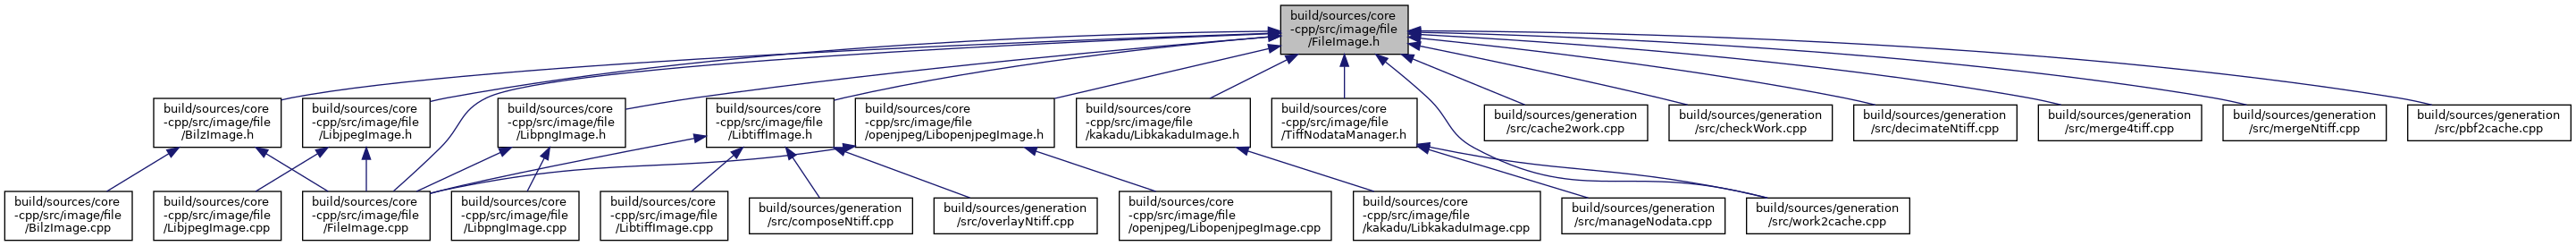 build/sources/core
-cpp/src/image/file
/FileImage.h
build/sources/core
-cpp/src/image/file
/BilzImage.h
build/sources/core
-cpp/src/image/file
/LibjpegImage.h
build/sources/core
-cpp/src/image/file
/LibpngImage.h
build/sources/core
-cpp/src/image/file
/LibtiffImage.h
build/sources/core
-cpp/src/image/file
/openjpeg/LibopenjpegImage.h
build/sources/core
-cpp/src/image/file
/kakadu/LibkakaduImage.h
build/sources/core
-cpp/src/image/file
/TiffNodataManager.h
build/sources/generation
/src/cache2work.cpp
build/sources/generation
/src/checkWork.cpp
build/sources/generation
/src/decimateNtiff.cpp
build/sources/generation
/src/merge4tiff.cpp
build/sources/generation
/src/mergeNtiff.cpp
build/sources/generation
/src/pbf2cache.cpp
build/sources/core
-cpp/src/image/file
/BilzImage.cpp
build/sources/core
-cpp/src/image/file
/LibjpegImage.cpp
build/sources/core
-cpp/src/image/file
/FileImage.cpp
build/sources/core
-cpp/src/image/file
/LibpngImage.cpp
build/sources/core
-cpp/src/image/file
/LibtiffImage.cpp
build/sources/generation
/src/composeNtiff.cpp
build/sources/generation
/src/overlayNtiff.cpp
build/sources/core
-cpp/src/image/file
/openjpeg/LibopenjpegImage.cpp
build/sources/core
-cpp/src/image/file
/kakadu/LibkakaduImage.cpp
build/sources/generation
/src/manageNodata.cpp
build/sources/generation
/src/work2cache.cpp